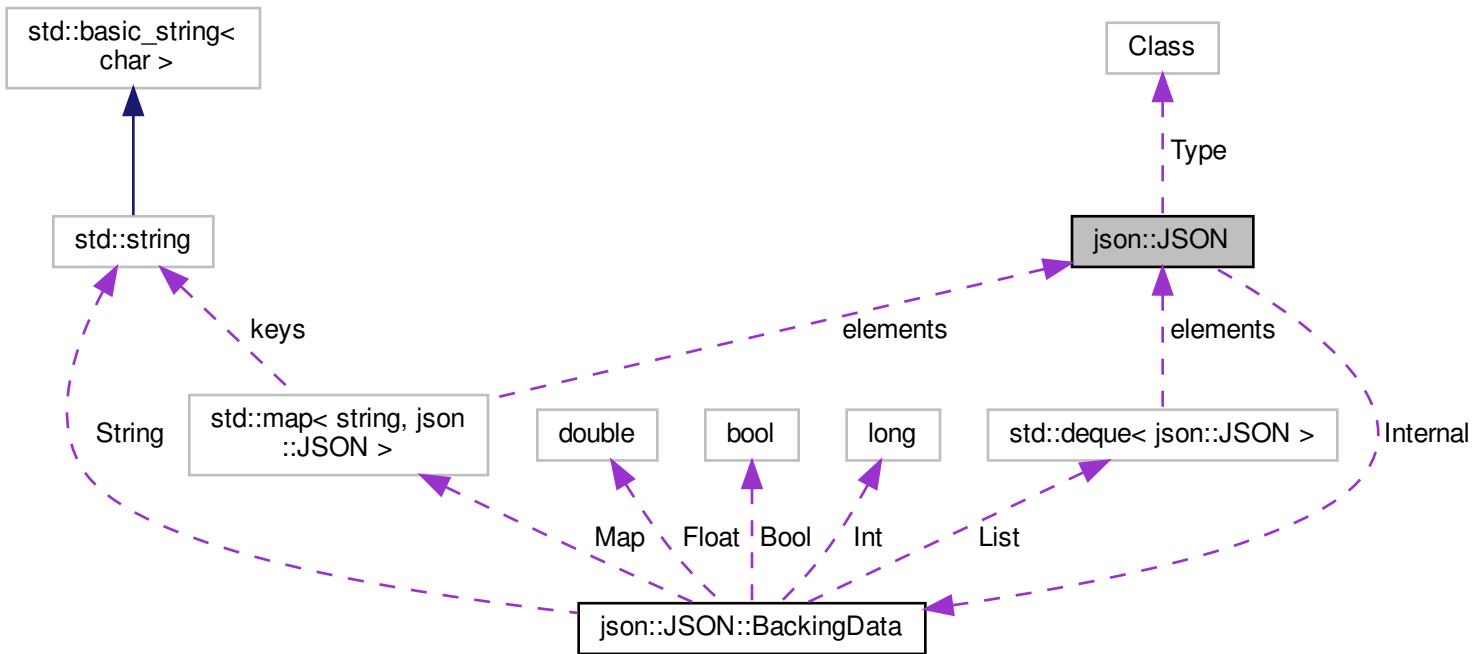 std::basic_string<
char >
Class
Type
std::string
json::JSON
keys
elements
elements
String
std::map< string, json
::JSON >
double
bool
long
std::deque< json::JSON >
Internal
Map
Float
Bool
Int
List
json::JSON::BackingData